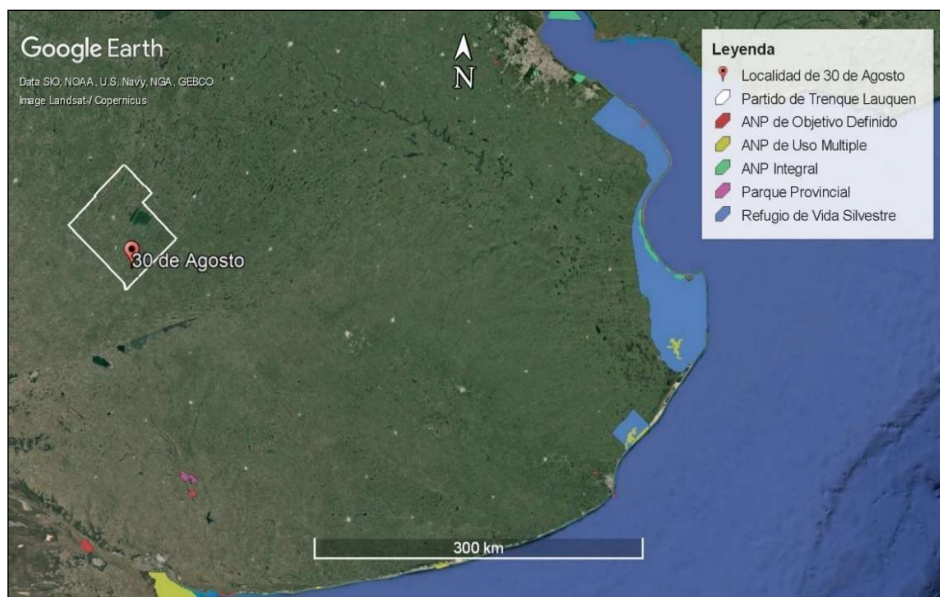 Google Earth
Data SIO, NOAA, U.S. Navy, NGA, GEBCO
Image Landsat / Copernicus
N
Leyenda
Localidad de 30 de Agosto
Partido de Trenque Lauquen
ANP de Objetivo Definido
ANP de Uso Multiple
ANP Integral
Parque Provincial
Refugio de Vida Silvestre
30 de Agosto
300 km